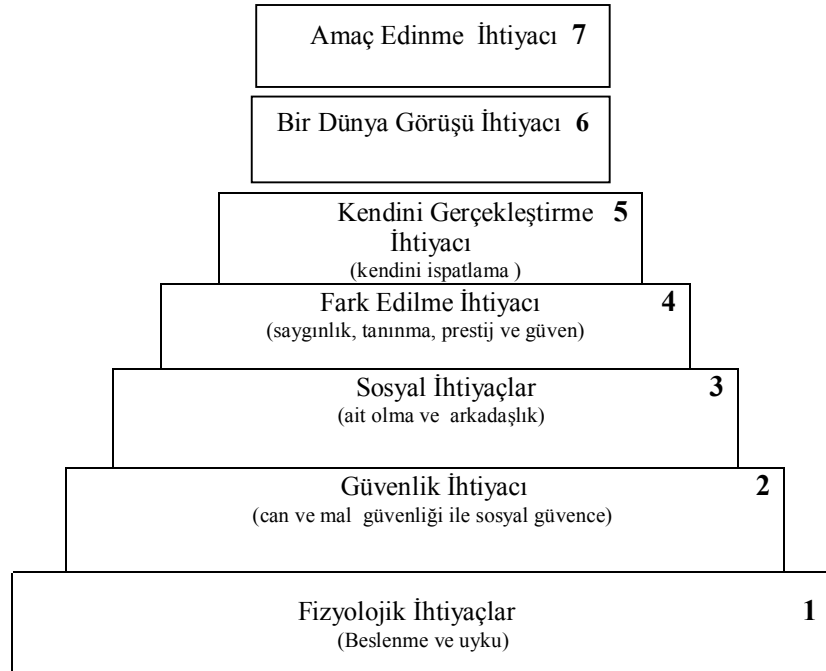 Amaç Edinme İhtiyacı 7
Bir Dünya Görüşü İhtiyacı 6
Kendini Gerçekleştirme 5
İhtiyacı
(kendini ispatlama )
Fark Edilme İhtiyacı 4
(saygınlık, tanınma, prestij ve güven)
Sosyal İhtiyaçlar 3
(ait olma ve arkadaşlık)
Güvenlik İhtiyacı 2
(can ve mal güvenliği ile sosyal güvence)
Fizyolojik İhtiyaçlar 1
(Beslenme ve uyku)